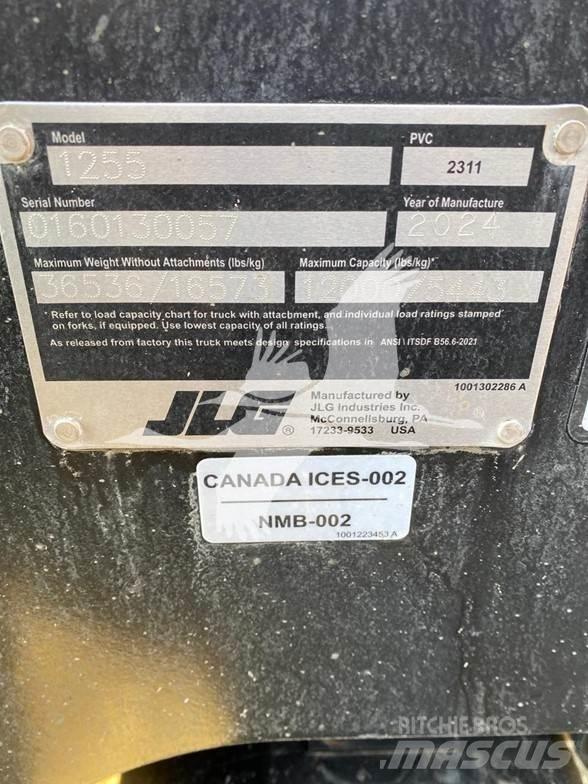 Model PVC
1255 2311
Serial Number Year of Manufacture
0160130057 2024
Maximum Weight Without Attachments (lbs/kg) Maximum Capacity (lbs/kg)*
36536/16573
* Refer to load capacity chart for truck with attachment, and individual load ratings stamped
on forks, if equipped. Use lowest capacity of all ratings.
As released from factory this truck meets design specifications in ANSI \ ITSDF B56.6-2021
1001302286 A
JLG ®
Manufactured by
JLG Industries Inc.
McConnellsburg, PA
17233-9533 USA
CANADA ICES-002
NMB-002
1001223453 A
RITCHIE BROS.
MASCUS